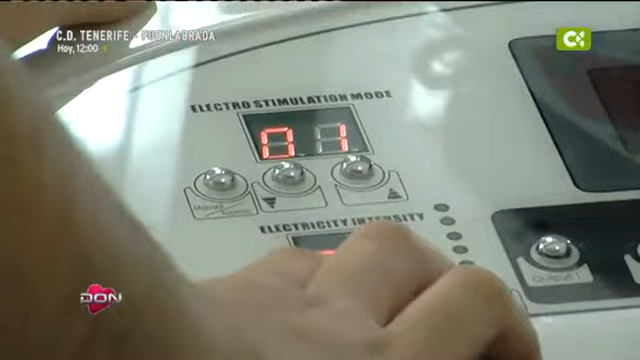 C.D. TENERIFE - FUENLABRADA
Hoy, 12:00
ELECTRO STIMULATION MODE
01
ELECTRICITY INTENSITY
OUTPUT 1
DON